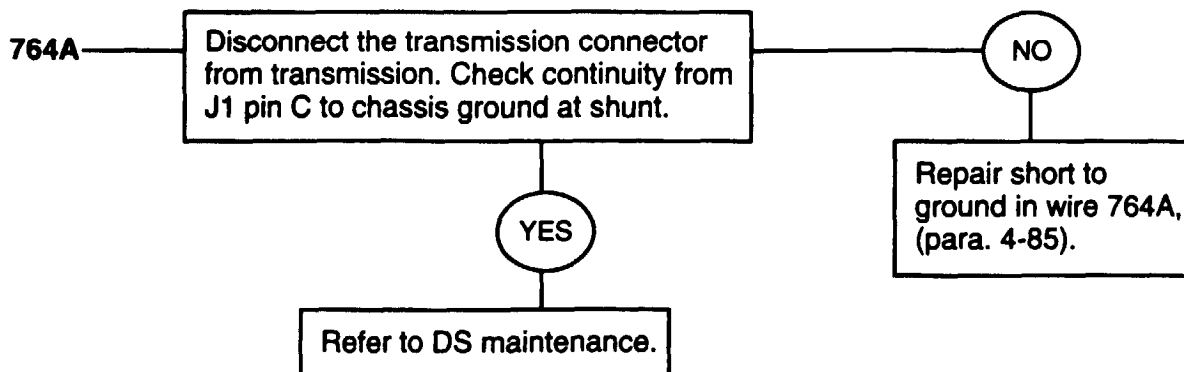 764A
Disconnect the transmission connector
from transmission. Check continuity from
J1 pin C to chassis ground at shunt.
NO
Repair short to
ground in wire 764A,
(para. 4-85).
YES
Refer to DS maintenance.